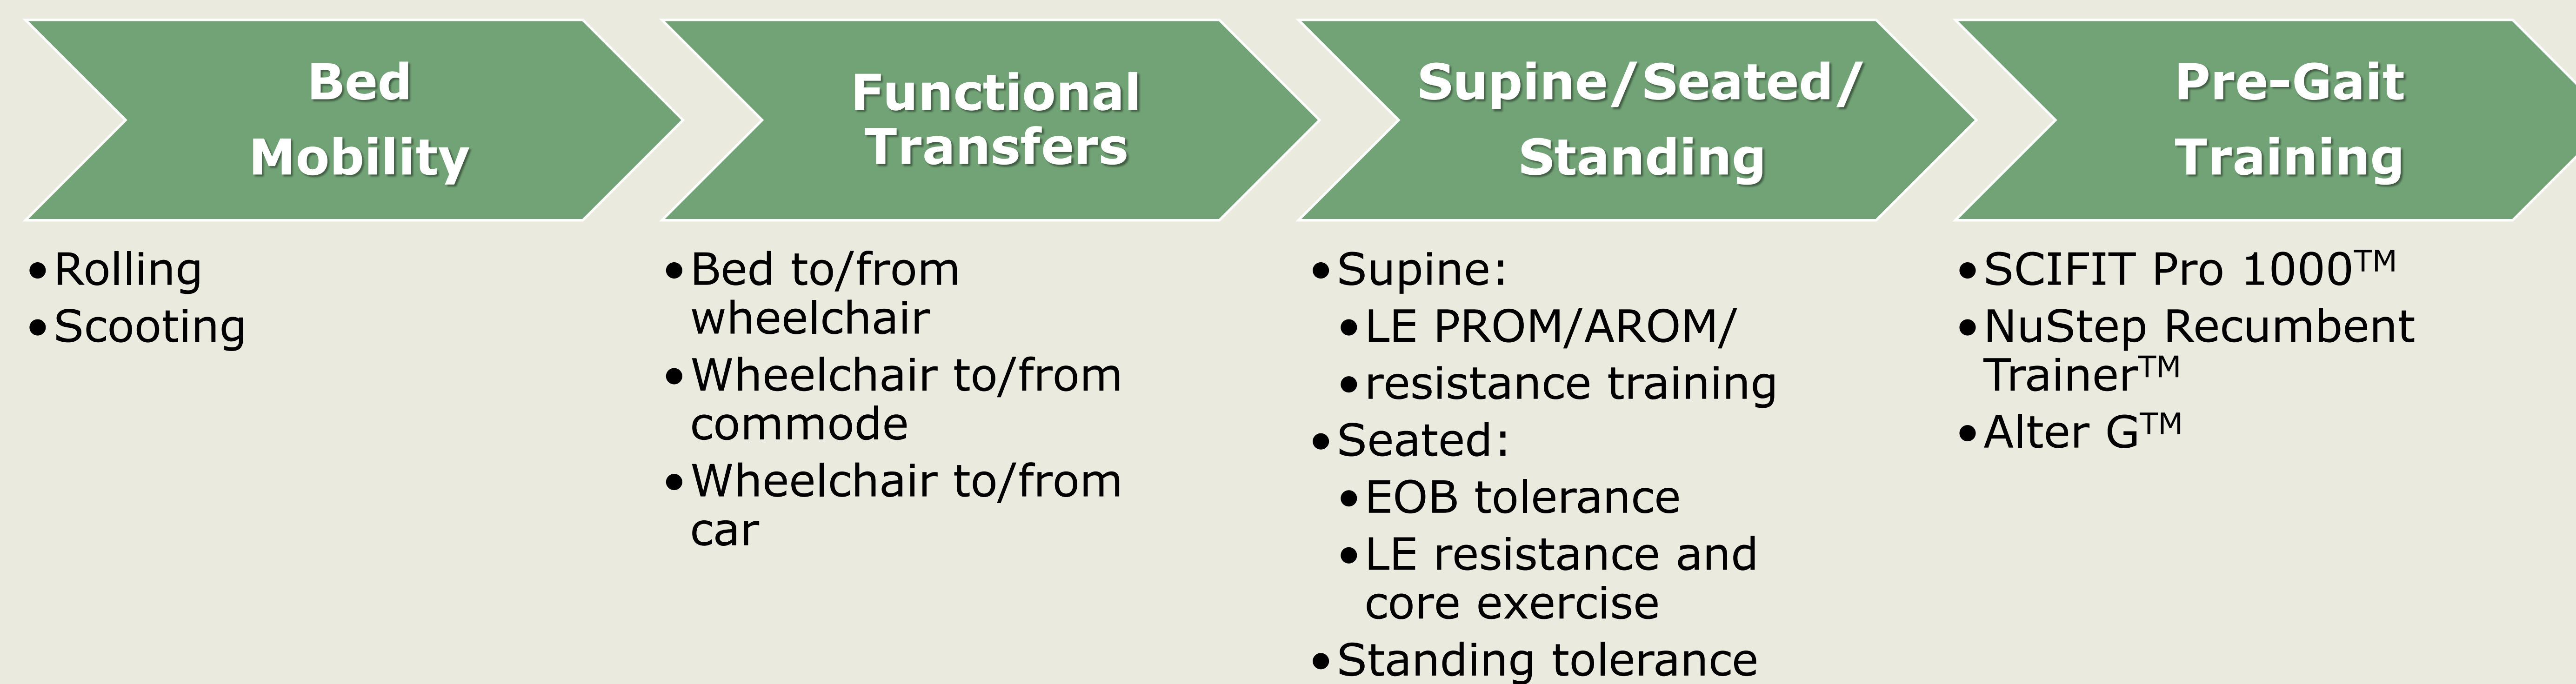 Bed
Mobility
•Rolling
•Scooting
Functional
Transfers
•Bed to/from
wheelchair
•Wheelchair to/from
commode
•Wheelchair to/from
car
Supine/Seated/
Standing
•Supine:
•LE PROM/AROM/
•resistance training
•Seated:
•EOB tolerance
•LE resistance and
core exercise
•Standing tolerance
Pre-Gait
Training
•SCIFIT Pro 1000™
•NuStep Recumbent
Trainer™
•Alter G™